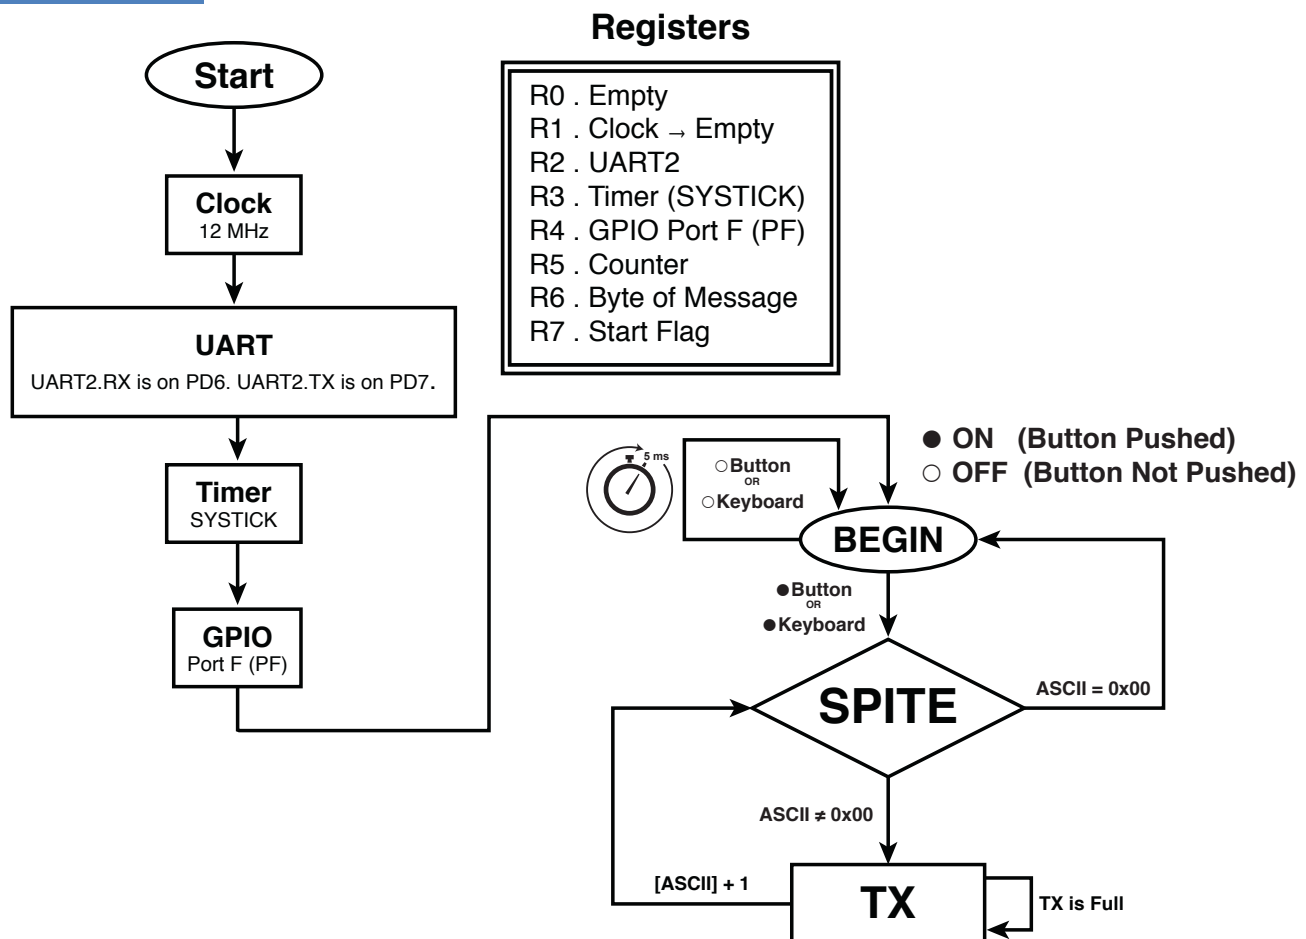 Registers
Start
R0 . Empty
R1 . Clock → Empty
R2 . UART2
R3 . Timer (SYSTICK)
R4 . GPIO Port F (PF)
R5 . Counter
R6 . Byte of Message
R7 . Start Flag
Clock
12 MHz
UART
UART2.RX is on PD6. UART2.TX is on PD7.
Timer
SYSTICK
GPIO
Port F (PF)
● ON (Button Pushed)
○ OFF (Button Not Pushed)
5 ms
○Button
OR
○Keyboard
BEGIN
●Button
OR
●Keyboard
SPITE
ASCII = 0x00
ASCII ≠ 0x00
[ASCII] + 1
TX
TX is Full